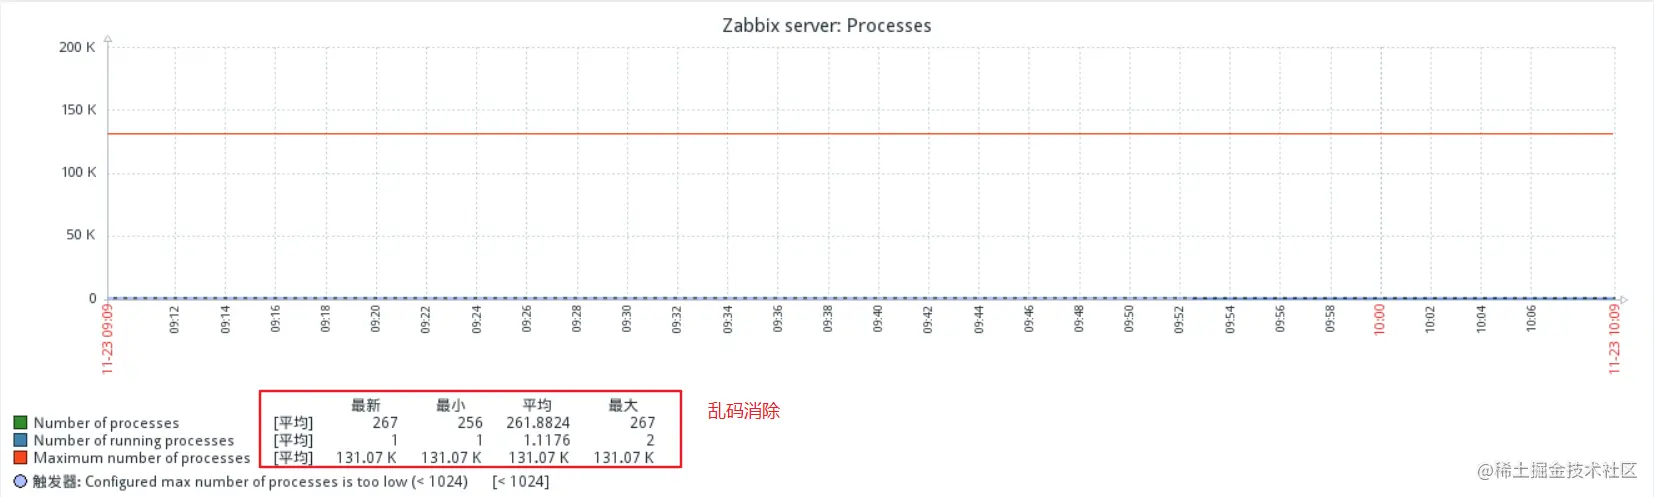 Zabbix server: Processes
200 K
150 K
100 K
50 K
0
11-23 09:09
09:12
09:14
09:16
09:18
09:20
09:22
09:24
09:26
09:28
09:30
09:32
09:34
09:36
09:38
09:40
09:42
09:44
09:46
09:48
09:50
09:52
09:54
09:56
09:58
10:00
10:02
10:04
10:06
11-23 10:09
最新 最小 平均 最大
Number of processes [平均] 267 256 261.8824 267
Number of running processes [平均] 1 1 1.1176 2
Maximum number of processes [平均] 131.07 K 131.07 K 131.07 K 131.07 K
触发器: Configured max number of processes is too low (< 1024) [< 1024]
乱码消除
@稀土掘金技术社区